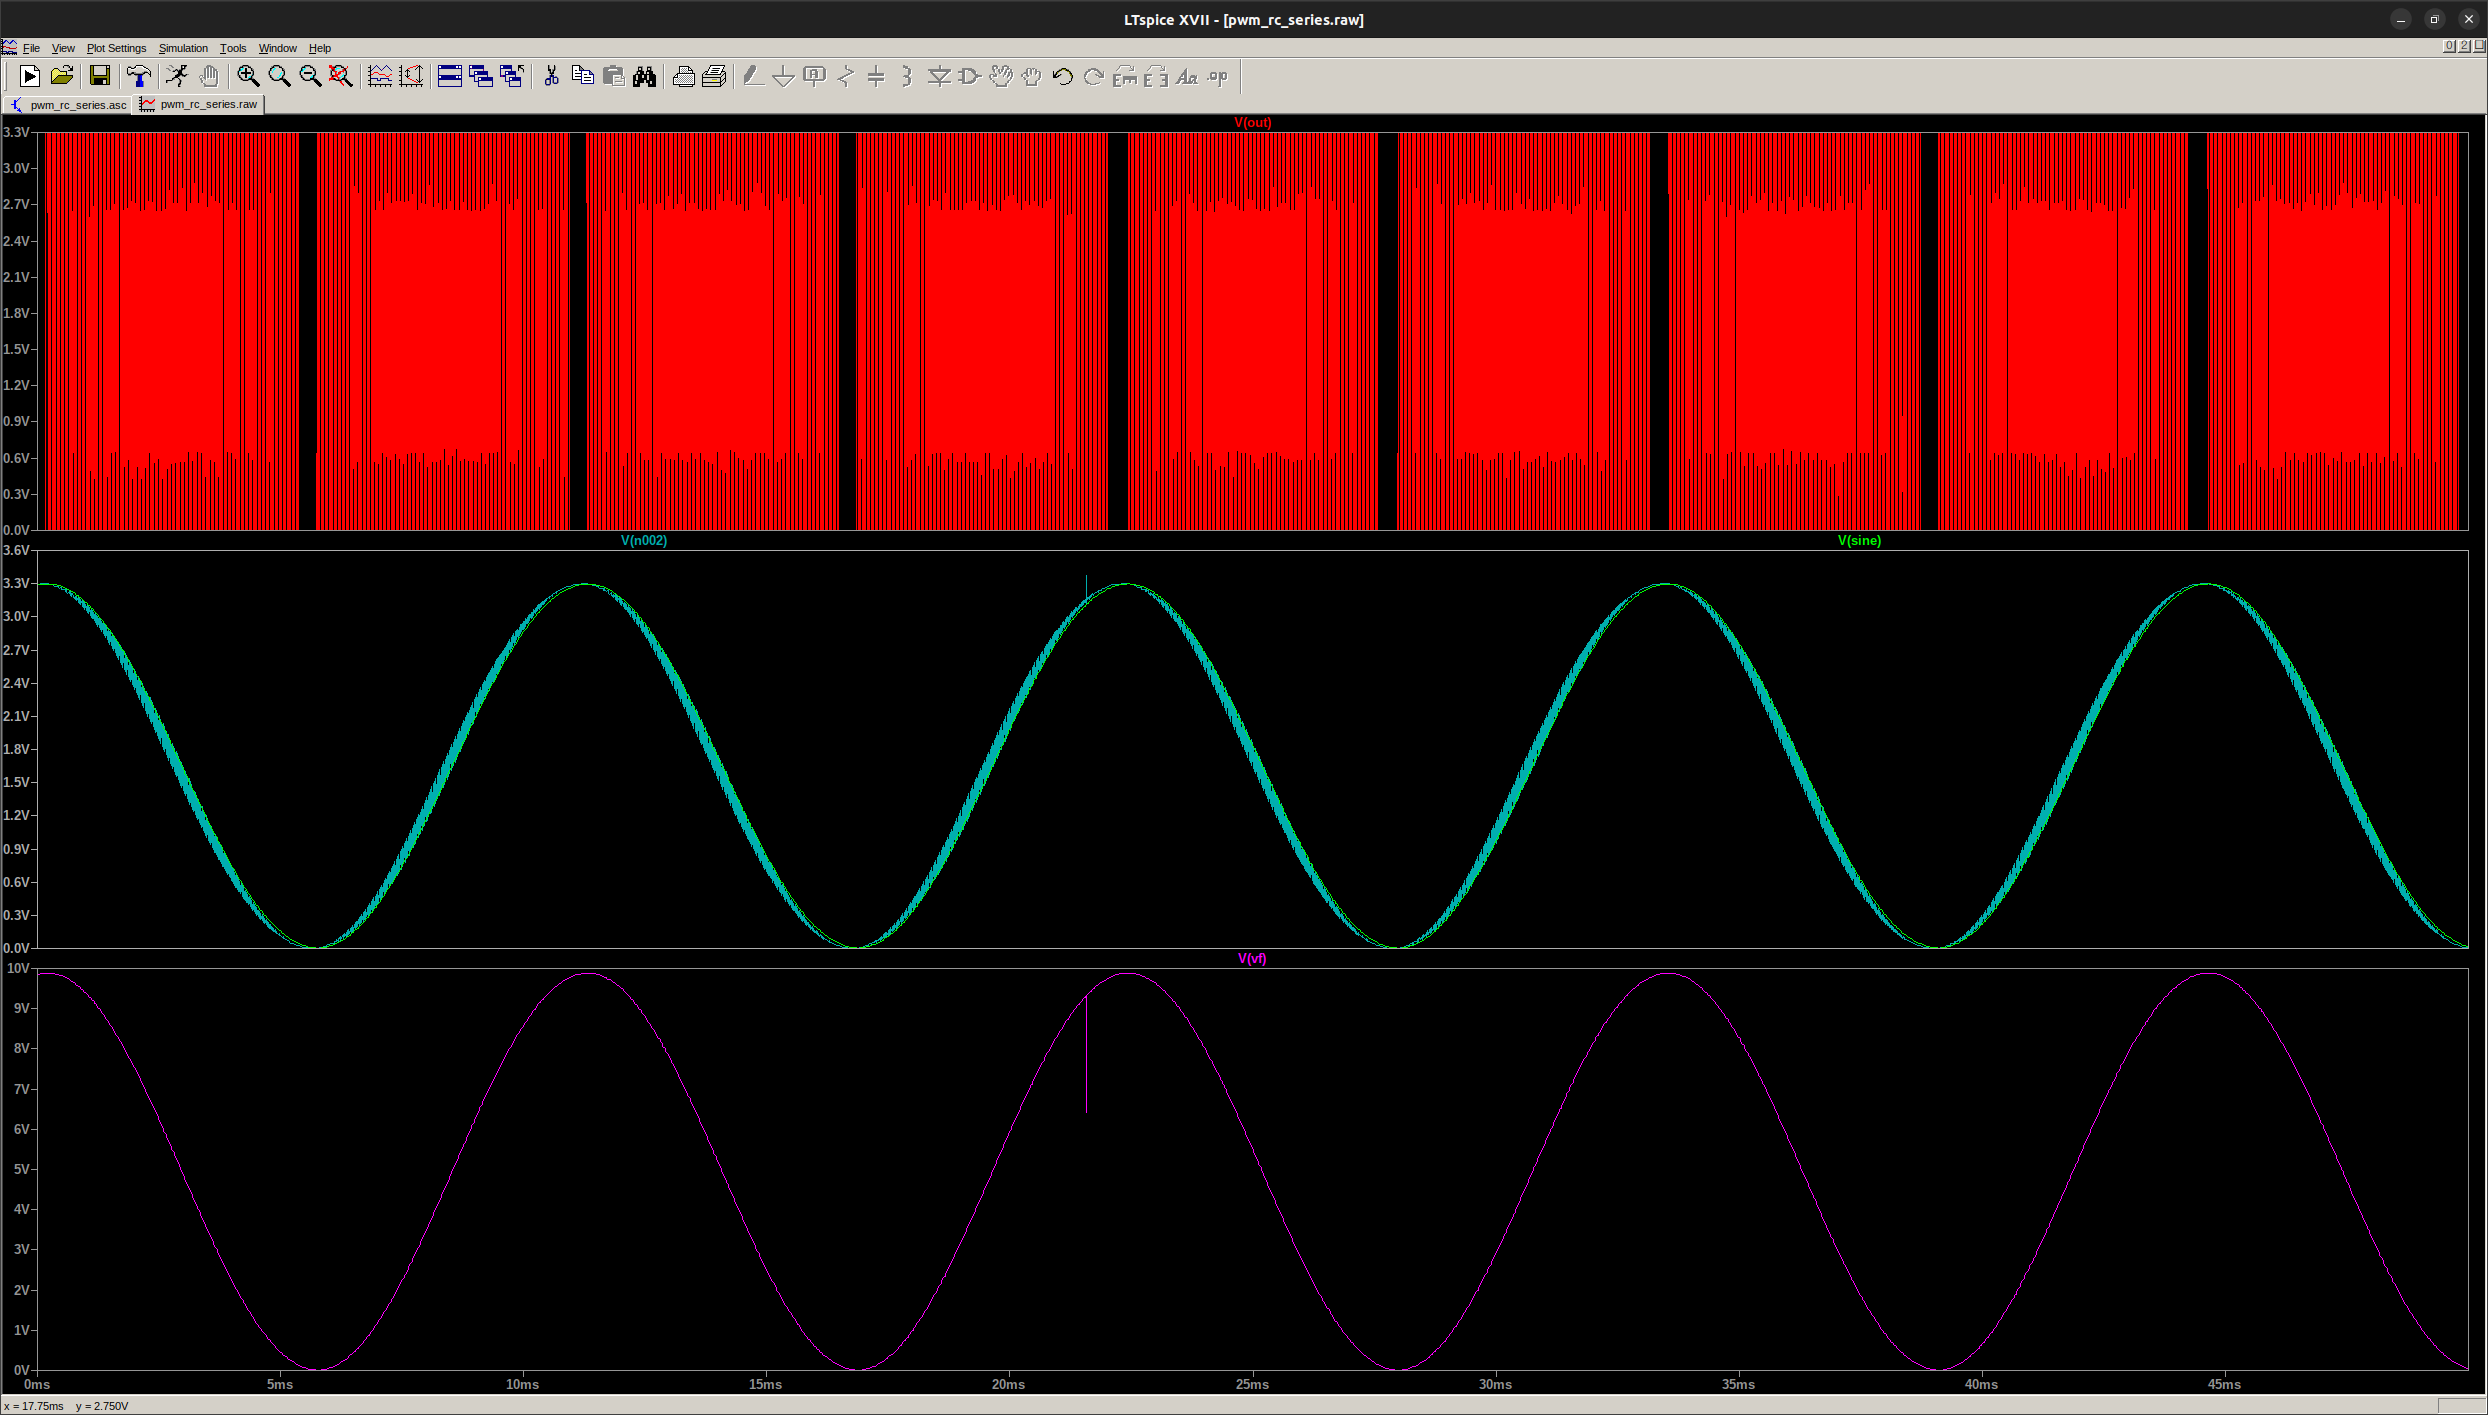 LTspice XVII - [pwm_rc_series.raw]
File View Plot Settings Simulation Tools Window Help
pwm_rc_series.asc pwm_rc_series.raw
V(out)
3.3V
3.0V
2.7V
2.4V
2.1V
1.8V
1.5V
1.2V
0.9V
0.6V
0.3V
0.0V
V(n002) V(sine)
3.6V
3.3V
3.0V
2.7V
2.4V
2.1V
1.8V
1.5V
1.2V
0.9V
0.6V
0.3V
0.0V
V(vf)
10V
9V
8V
7V
6V
5V
4V
3V
2V
1V
0V
0ms 5ms 10ms 15ms 20ms 25ms 30ms 35ms 40ms 45ms
x = 17.75ms y = 2.750V